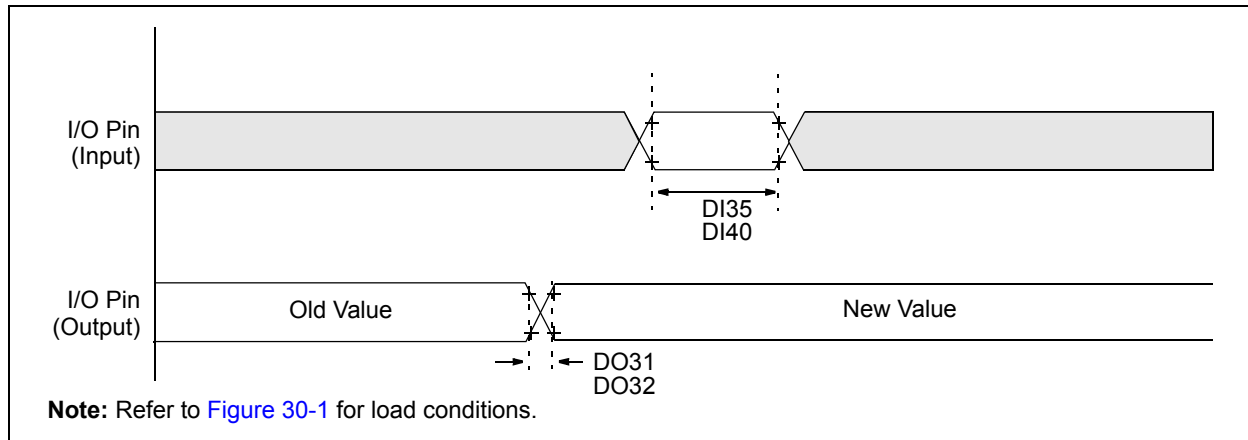 I/O Pin
(Input)
DI35
DI40
I/O Pin
(Output)
Old Value
New Value
DO31
DO32
Note: Refer to Figure 30-1 for load conditions.